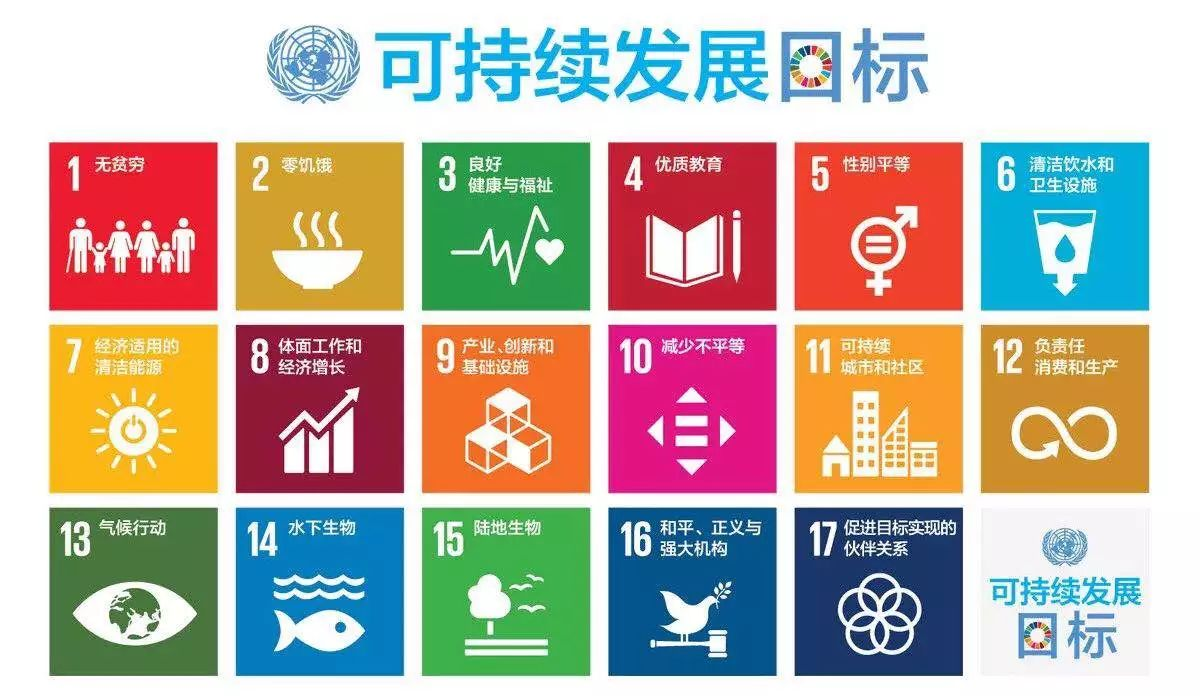 可持续发展目标
1 无贫穷
2 零饥饿
3 良好
健康与福祉
4 优质教育
5 性别平等
6 清洁饮水和
卫生设施
7 经济适用的
清洁能源
8 体面工作和
经济增长
9 产业、创新和
基础设施
10 减少不平等
11 可持续
城市和社区
12 负责任
消费和生产
13 气候行动
14 水下生物
15 陆地生物
16 和平、正义与
强大机构
17 促进目标实现的
伙伴关系
可持续发展
目标